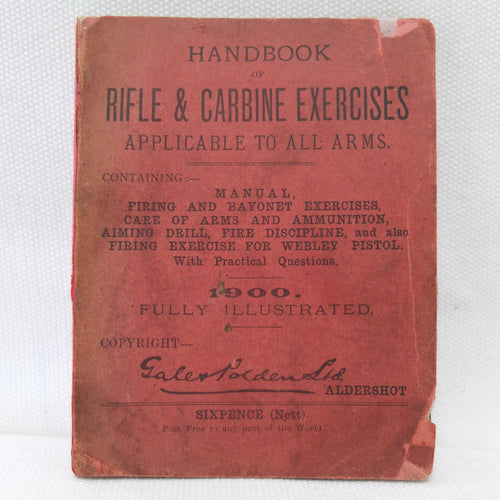 HANDBOOK
OF
RIFLE & CARBINE EXERCISES
APPLICABLE TO ALL ARMS.
CONTAINING:—
MANUAL,
FIRING AND BAYONET EXERCISES,
CARE OF ARMS AND AMMUNITION,
AIMING DRILL, FIRE DISCIPLINE, and also
FIRING EXERCISE FOR WEBLEY PISTOL.
With Practical Questions.
1900.
FULLY ILLUSTRATED.
COPYRIGHT—
Gale & Polden Ltd
ALDERSHOT
SIXPENCE (Nett).
Post Free to any part of the World.